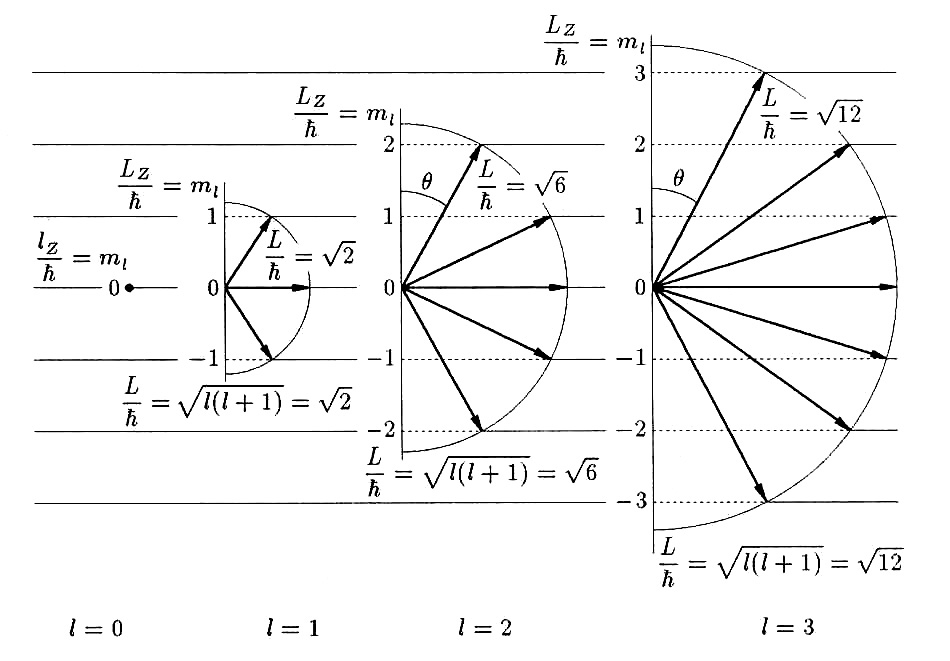 l_Z/ħ = m_l
0
L_Z/ħ = m_l
1
0
−1
L/ħ = √2
L/ħ = √(l(l + 1)) = √2
L_Z/ħ = m_l
2
1
0
−1
−2
θ
L/ħ = √6
L/ħ = √(l(l + 1)) = √6
L_Z/ħ = m_l
3
2
1
0
−1
−2
−3
θ
L/ħ = √12
L/ħ = √(l(l + 1)) = √12
l = 0 l = 1 l = 2 l = 3